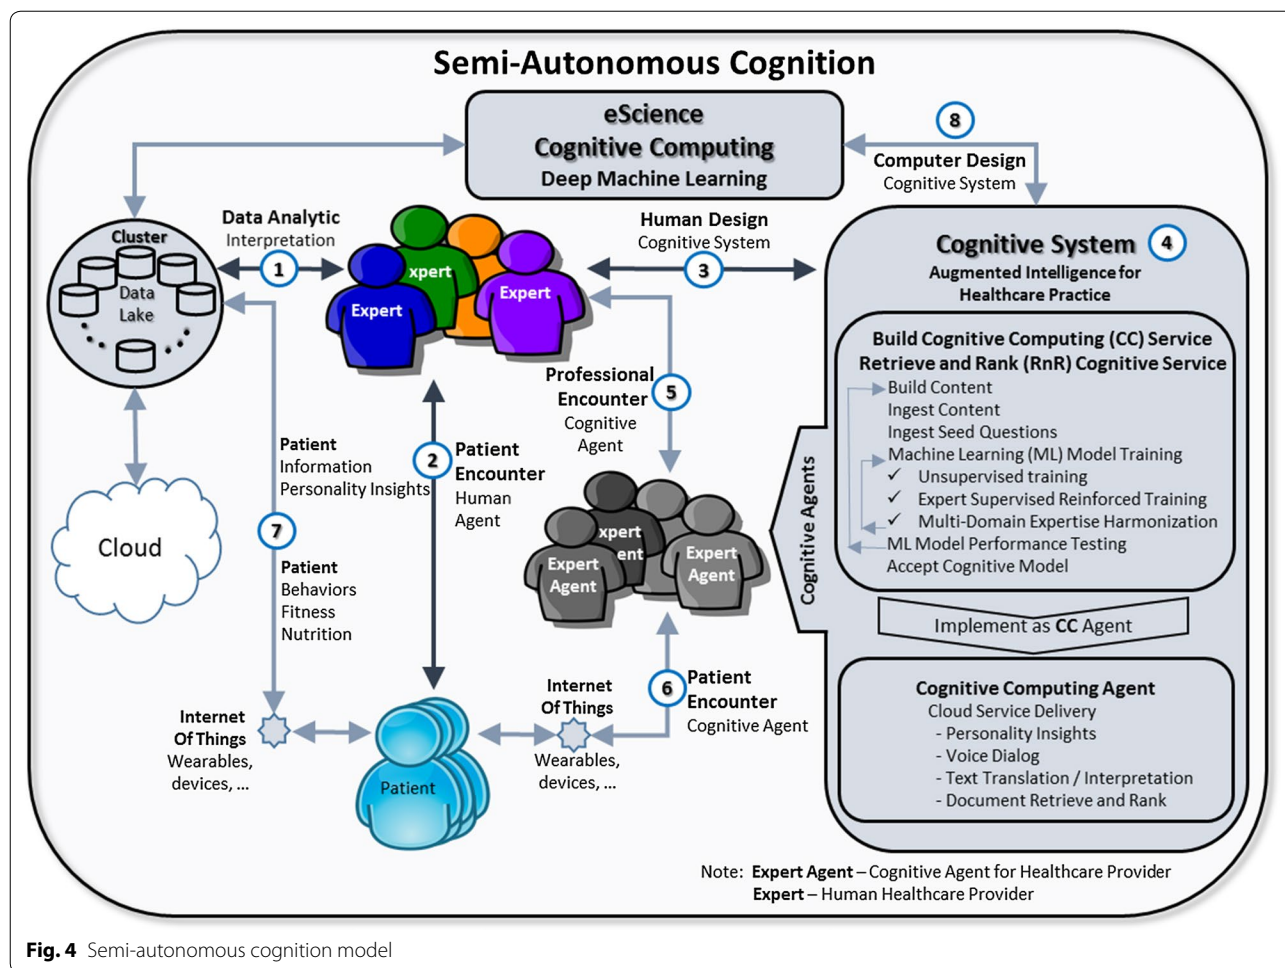 Semi-Autonomous Cognition
eScience
Cognitive Computing
Deep Machine Learning
8
Computer Design
Cognitive System
Cluster
Data
Lake
Data Analytic
Interpretation
1
Expert
xpert
Expert
Human Design
Cognitive System
3
Cognitive System 4
Augmented Intelligence for
Healthcare Practice
Build Cognitive Computing (CC) Service
Retrieve and Rank (RnR) Cognitive Service
Build Content
Ingest Content
Ingest Seed Questions
Machine Learning (ML) Model Training
✓ Unsupervised training
✓ Expert Supervised Reinforced Training
✓ Multi-Domain Expertise Harmonization
ML Model Performance Testing
Accept Cognitive Model
Implement as CC Agent
Cognitive Computing Agent
Cloud Service Delivery
- Personality Insights
- Voice Dialog
- Text Translation / Interpretation
- Document Retrieve and Rank
Cognitive Agents
Professional
Encounter
Cognitive
Agent
5
Patient
Information
Personality Insights
2
Patient
Encounter
Human
Agent
7
Patient
Behaviors
Fitness
Nutrition
Cloud
xpert
ent
Expert
Agent
Expert
Agent
6
Patient
Encounter
Cognitive Agent
Internet
Of Things
Wearables,
devices, ...
Patient
Internet
Of Things
Wearables,
devices, ...
Note: Expert Agent – Cognitive Agent for Healthcare Provider
Expert – Human Healthcare Provider
Fig. 4 Semi-autonomous cognition model